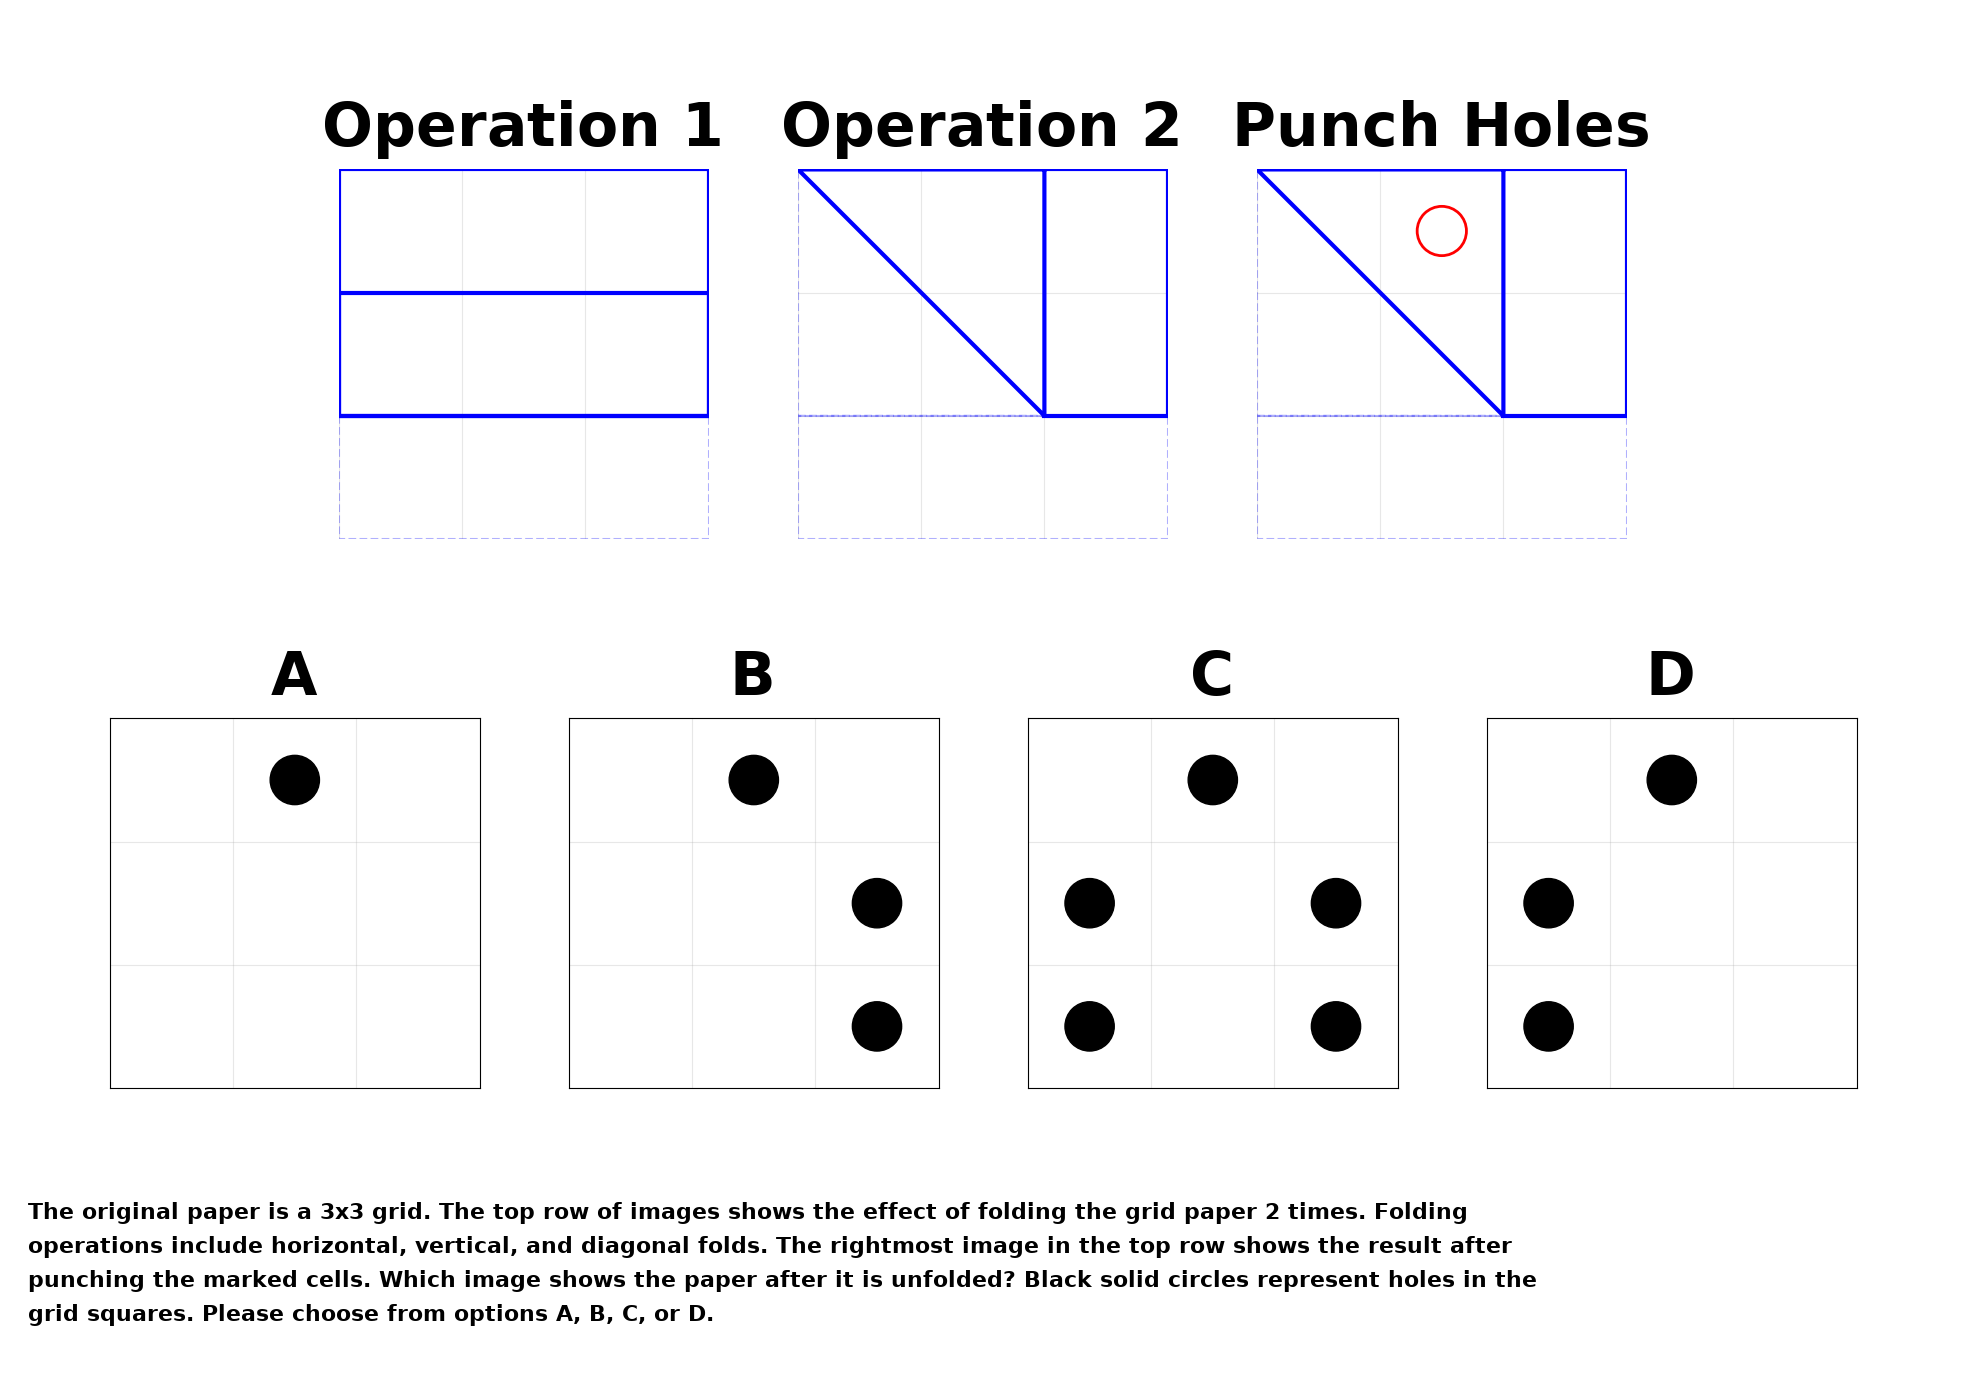 Operation 1
Operation 2
Punch Holes
A
B
C
D
The original paper is a 3x3 grid. The top row of images shows the effect of folding the grid paper 2 times. Folding
operations include horizontal, vertical, and diagonal folds. The rightmost image in the top row shows the result after
punching the marked cells. Which image shows the paper after it is unfolded? Black solid circles represent holes in the
grid squares. Please choose from options A, B, C, or D.